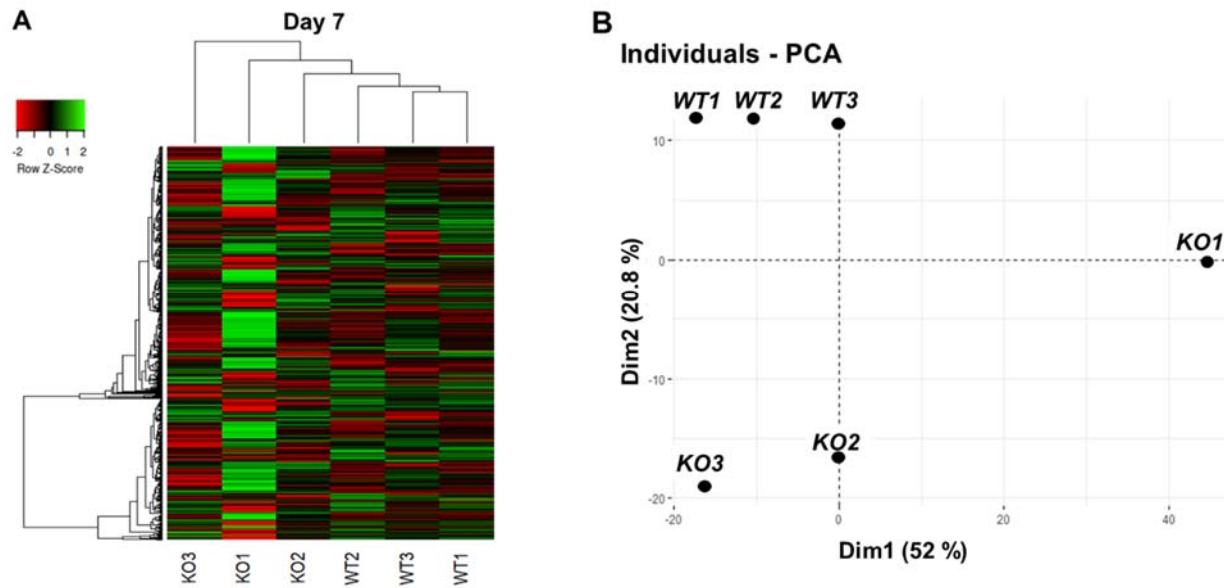 A
Day 7
-2
0
2
Row Z-Score
KO3
KO1
KO2
WT2
WT3
WT1
B
Individuals - PCA
WT1
WT2
WT3
KO1
KO2
KO3
10
0
-10
-20
Dim2 (20.8 %)
-20
0
20
40
Dim1 (52 %)